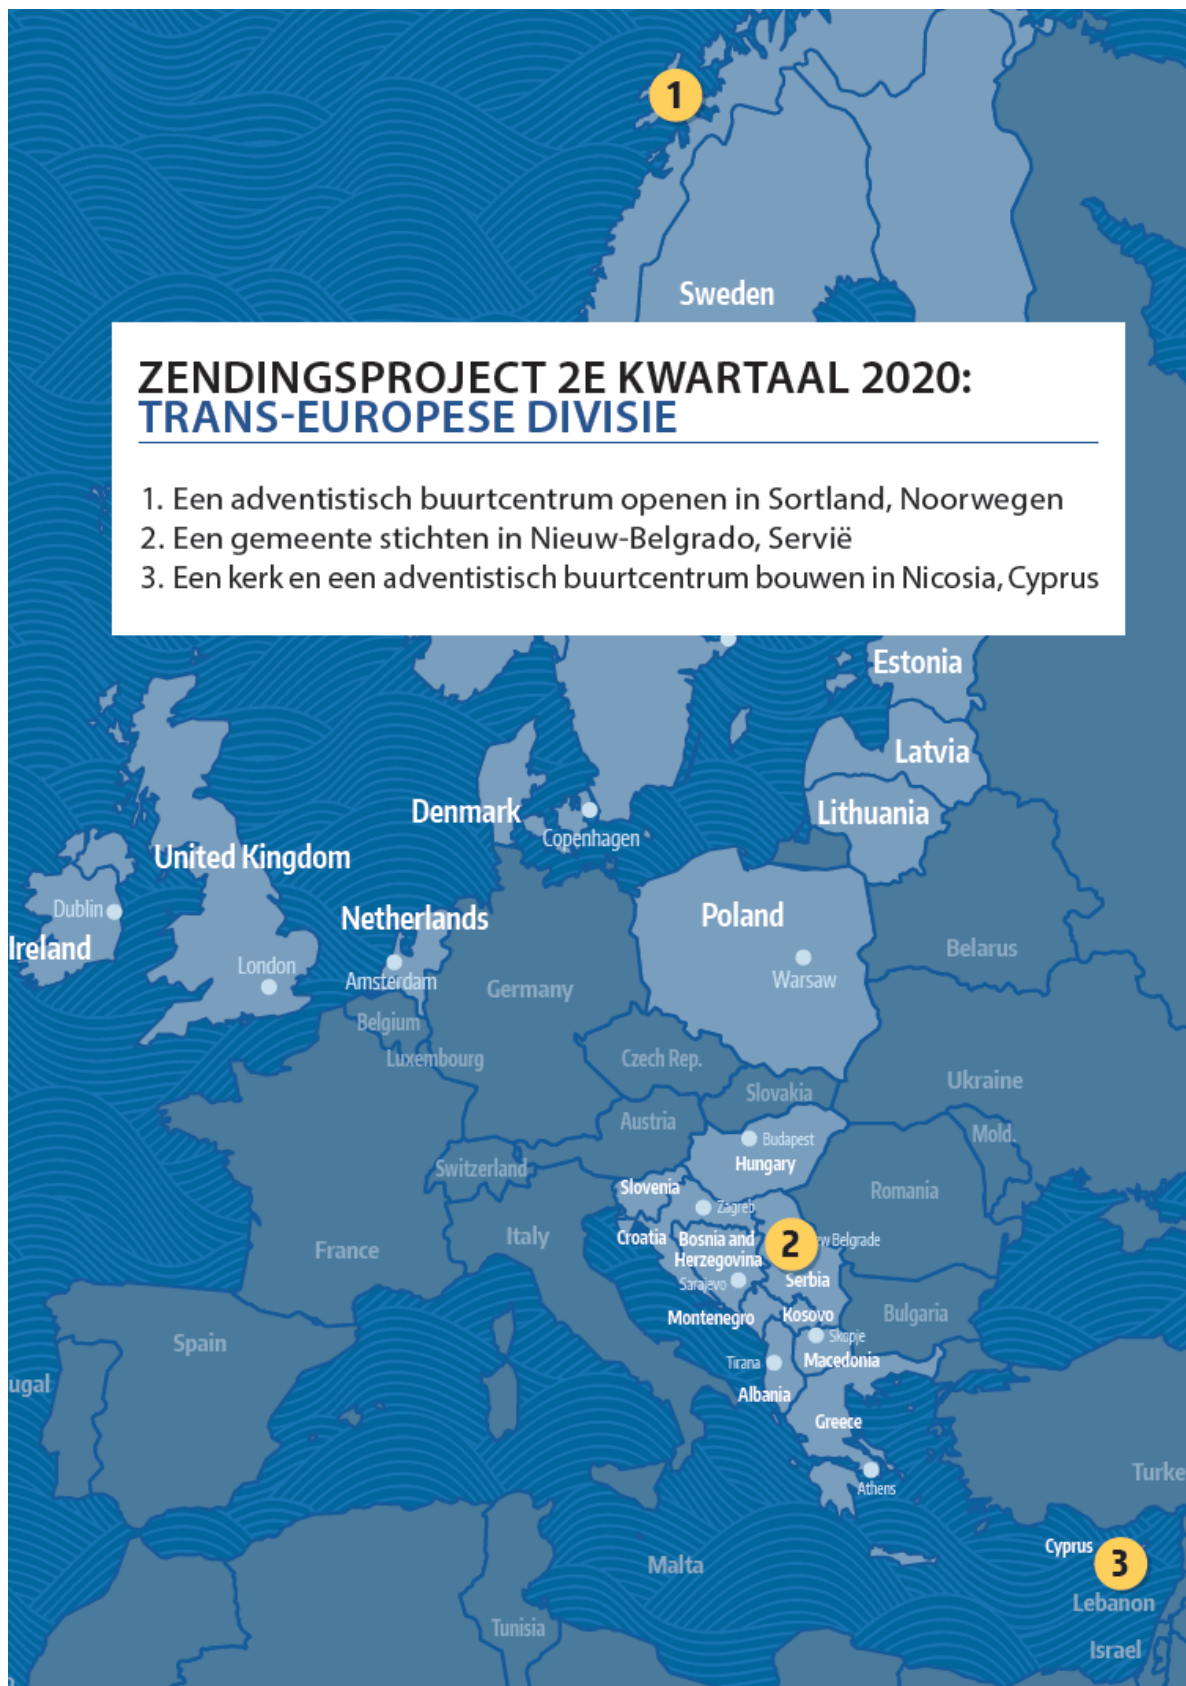 1
Sweden
ZENDINGSPROJECT 2E KWARTAAL 2020:
TRANS-EUROPESE DIVISIE
1. Een adventistisch buurtcentrum openen in Sortland, Noorwegen
2. Een gemeente stichten in Nieuw-Belgrado, Servië
3. Een kerk en een adventistisch buurtcentrum bouwen in Nicosia, Cyprus
Estonia
Latvia
Denmark
Lithuania
Copenhagen
United Kingdom
Dublin
Netherlands
Poland
Ireland
Belarus
London
Amsterdam
Warsaw
Germany
Belgium
Luxembourg
Czech Rep.
Ukraine
Slovakia
Austria
Mold.
Budapest
Hungary
Switzerland
Slovenia
Romania
Zagreb
Croatia
Bosnia and
Herzegovina
2
ew Belgrade
Italy
France
Sarajevo
Serbia
Montenegro
Kosovo
Bulgaria
Spain
Skopje
Tirana
Macedonia
ugal
Albania
Greece
Turke
Athens
Cyprus
3
Malta
Lebanon
Tunisia
Israel